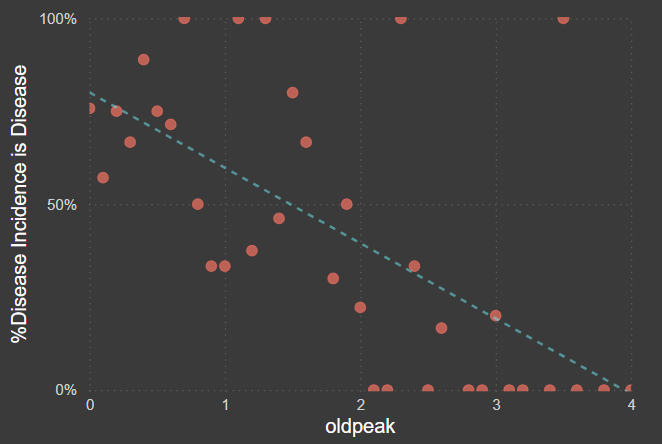 100%
50%
0%
%Disease Incidence is Disease
0 1 2 3 4
oldpeak